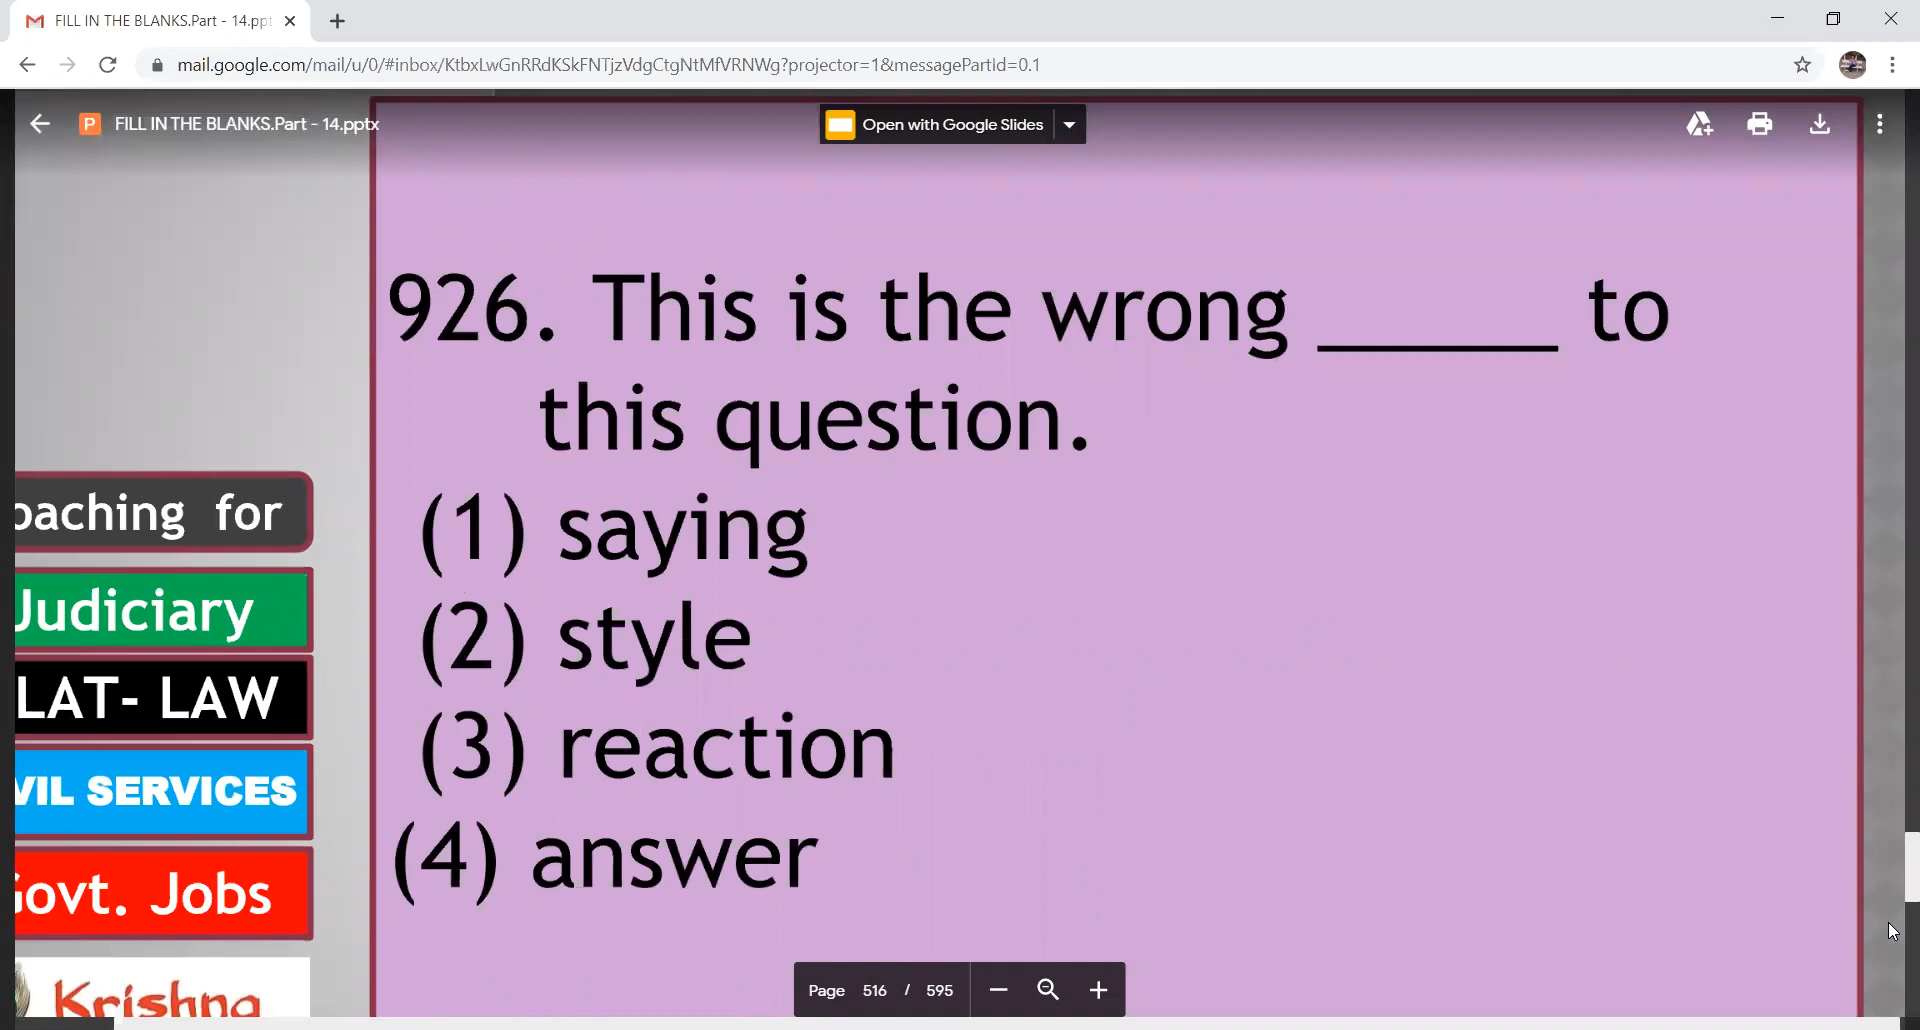 FILL IN THE BLANKS.Part - 14.ppt
mail.google.com/mail/u/0/#inbox/KtbxLwGnRRdKSkFNTjzVdgCtgNtMfVRNWg?projector=1&messagePartId=0.1
P FILL IN THE BLANKS.Part - 14.pptx
Open with Google Slides
926. This is the wrong ______ to
this question.
(1) saying
(2) style
(3) reaction
(4) answer
oaching for
Judiciary
LAT- LAW
VIL SERVICES
Govt. Jobs
Krishna
Page 516 / 595